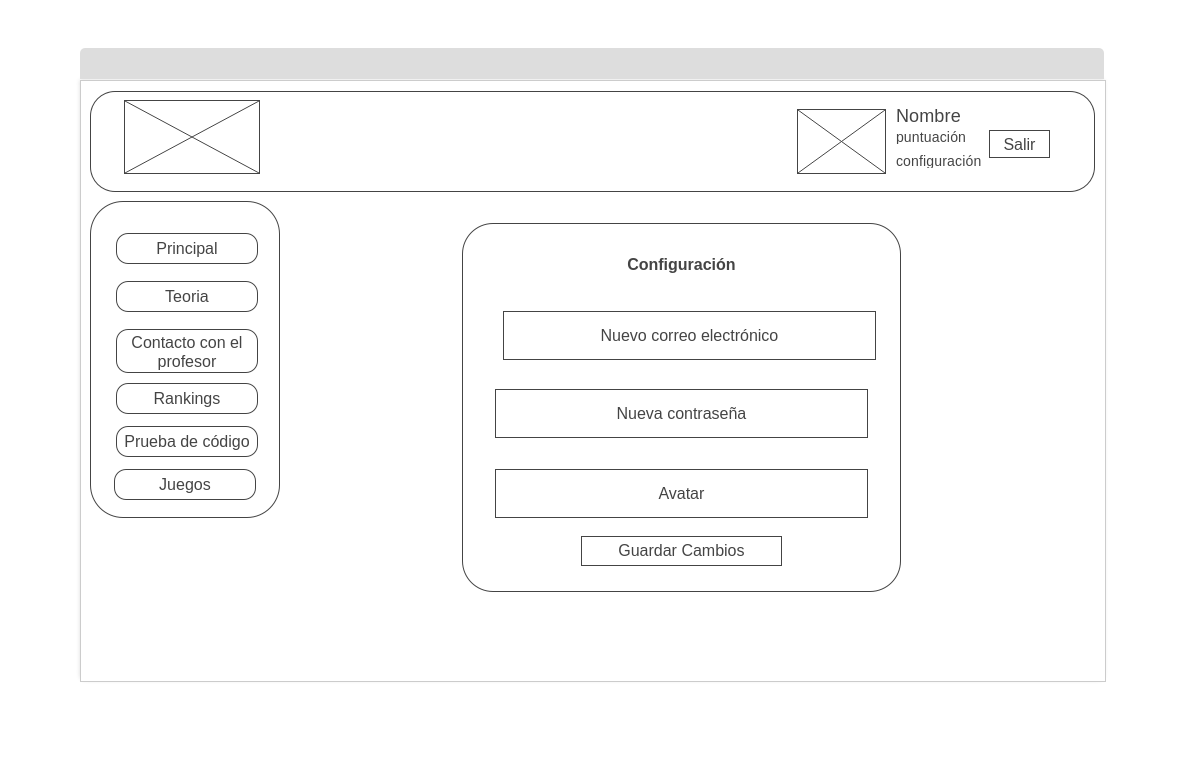 Nombre
puntuación
configuración
Salir
Principal
Teoria
Contacto con el
profesor
Rankings
Prueba de código
Juegos
Configuración
Nuevo correo electrónico
Nueva contraseña
Avatar
Guardar Cambios